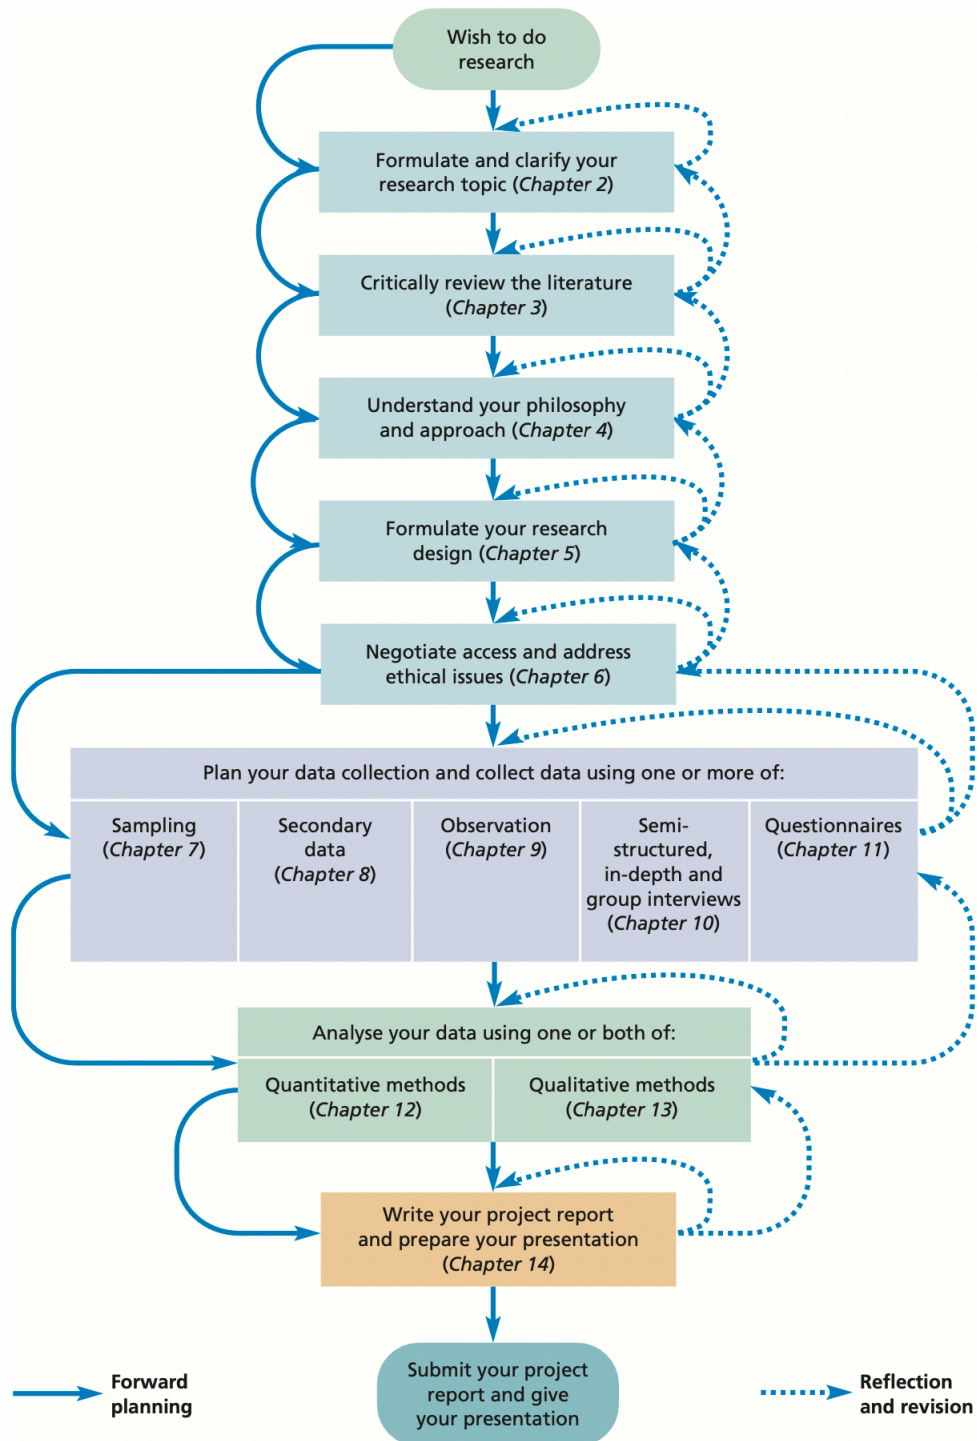 Wish to do
research
Formulate and clarify your
research topic (Chapter 2)
Critically review the literature
(Chapter 3)
Understand your philosophy
and approach (Chapter 4)
Formulate your research
design (Chapter 5)
Negotiate access and address
ethical issues (Chapter 6)
Plan your data collection and collect data using one or more of:
Sampling
(Chapter 7)
Secondary
data
(Chapter 8)
Observation
(Chapter 9)
Semi-
structured,
in-depth and
group interviews
(Chapter 10)
Questionnaires
(Chapter 11)
Analyse your data using one or both of:
Quantitative methods
(Chapter 12)
Qualitative methods
(Chapter 13)
Write your project report
and prepare your presentation
(Chapter 14)
Submit your project
report and give
your presentation
Forward
planning
Reflection
and revision